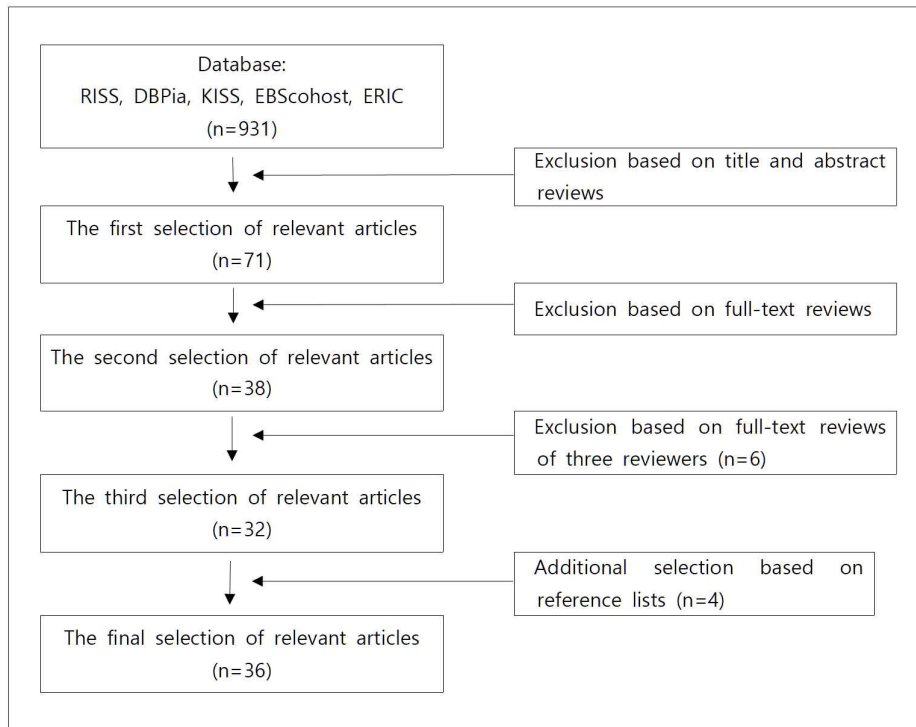 Database:
RISS, DBPia, KISS, EBScohost, ERIC
(n=931)
Exclusion based on title and abstract
reviews
The first selection of relevant articles
(n=71)
Exclusion based on full-text reviews
The second selection of relevant articles
(n=38)
Exclusion based on full-text reviews
of three reviewers (n=6)
The third selection of relevant articles
(n=32)
Additional selection based on
reference lists (n=4)
The final selection of relevant articles
(n=36)